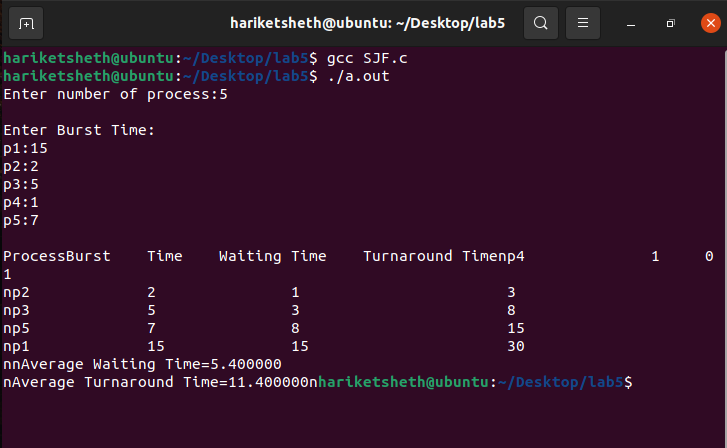 hariketsheth@ubuntu: ~/Desktop/lab5
hariketsheth@ubuntu:~/Desktop/lab5$ gcc SJF.c
hariketsheth@ubuntu:~/Desktop/lab5$ ./a.out
Enter number of process:5
Enter Burst Time:
p1:15
p2:2
p3:5
p4:1
p5:7
ProcessBurst    Time    Waiting Time    Turnaround Timenp4              1     0
1
np2             2               1                       3
np3             5               3                       8
np5             7               8                       15
np1             15              15                      30
nnAverage Waiting Time=5.400000
nAverage Turnaround Time=11.400000nhariketsheth@ubuntu:~/Desktop/lab5$